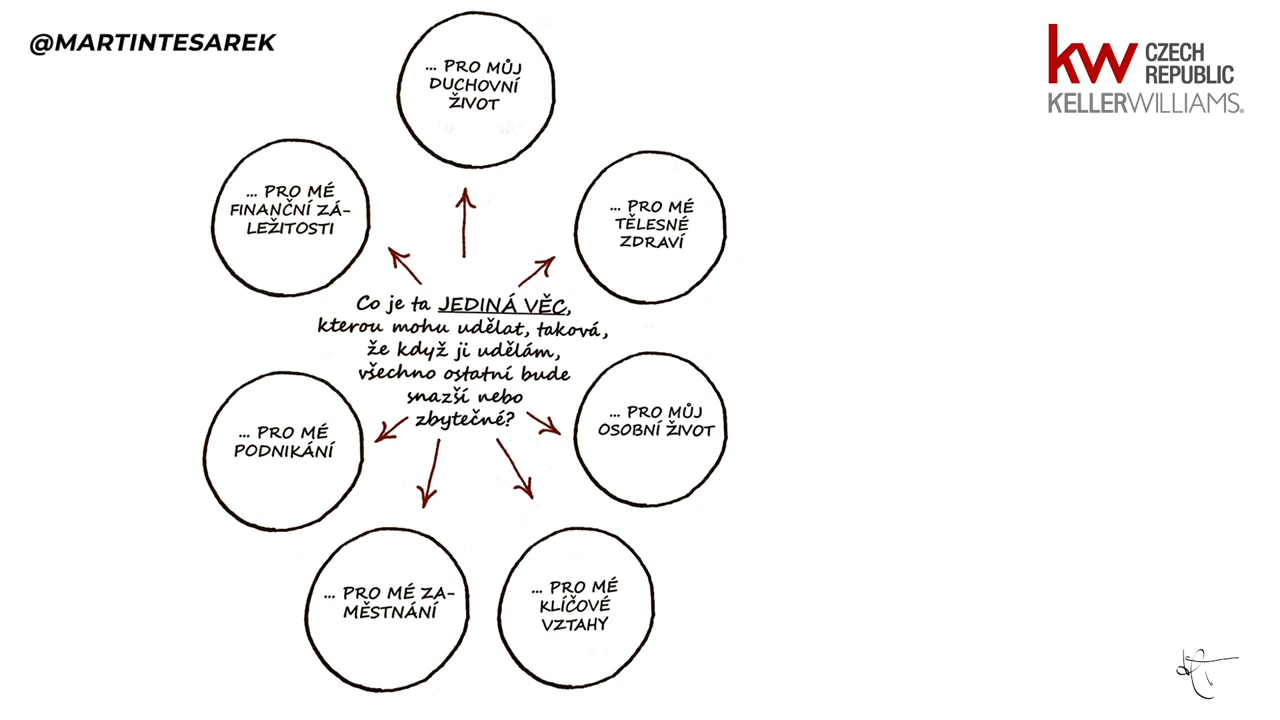 @MARTINTESAREK
kw CZECH
REPUBLIC
KELLERWILLIAMS®
... PRO MŮJ
DUCHOVNÍ
ŽIVOT
... PRO MÉ
FINANČNÍ ZÁ-
LEŽITOSTI
... PRO MÉ
TĚLESNÉ
ZDRAVÍ
Co je ta JEDINÁ VĚC,
kterou mohu udělat, taková,
že když ji udělám,
všechno ostatní bude
snazší nebo
zbytečné?
... PRO MÉ
PODNIKÁNÍ
... PRO MŮJ
OSOBNÍ ŽIVOT
... PRO MÉ ZA-
MĚSTNÁNÍ
... PRO MÉ
KLÍČOVÉ
VZTAHY